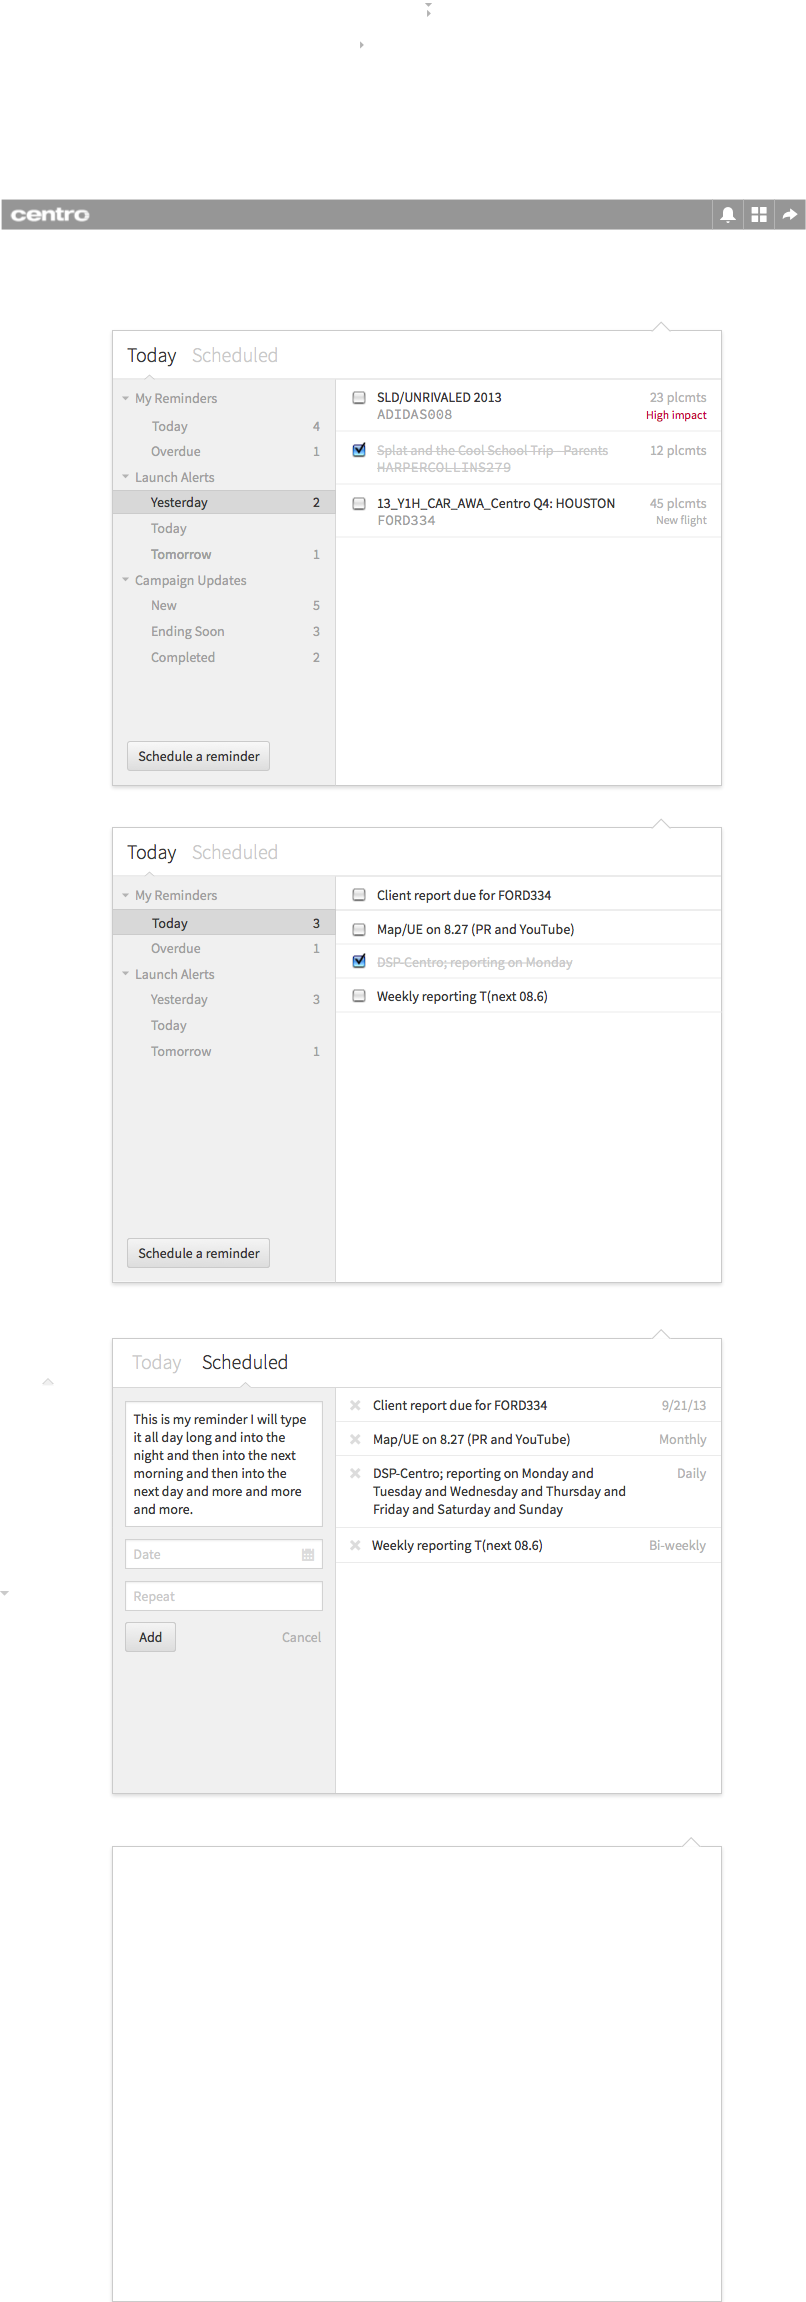 centro
Today Scheduled
My Reminders
Today 4
Overdue 1
Launch Alerts
Yesterday 2
Today
Tomorrow 1
Campaign Updates
New 5
Ending Soon 3
Completed 2
Schedule a reminder
SLD/UNRIVALED 2013 23 plcmts
ADIDAS008 High impact
Splat and the Cool School Trip - Parents 12 plcmts
HARPERCOLLINS279
13_Y1H_CAR_AWA_Centro Q4: HOUSTON 45 plcmts
FORD334 New flight
Today Scheduled
My Reminders
Today 3
Overdue 1
Launch Alerts
Yesterday 3
Today
Tomorrow 1
Schedule a reminder
Client report due for FORD334
Map/UE on 8.27 (PR and YouTube)
DSP-Centro; reporting on Monday
Weekly reporting T(next 08.6)
Today Scheduled
This is my reminder I will type
it all day long and into the
night and then into the next
morning and then into the
next day and more and more
and more.
Date
Repeat
Add Cancel
Client report due for FORD334 9/21/13
Map/UE on 8.27 (PR and YouTube) Monthly
DSP-Centro; reporting on Monday and Daily
Tuesday and Wednesday and Thursday and
Friday and Saturday and Sunday
Weekly reporting T(next 08.6) Bi-weekly